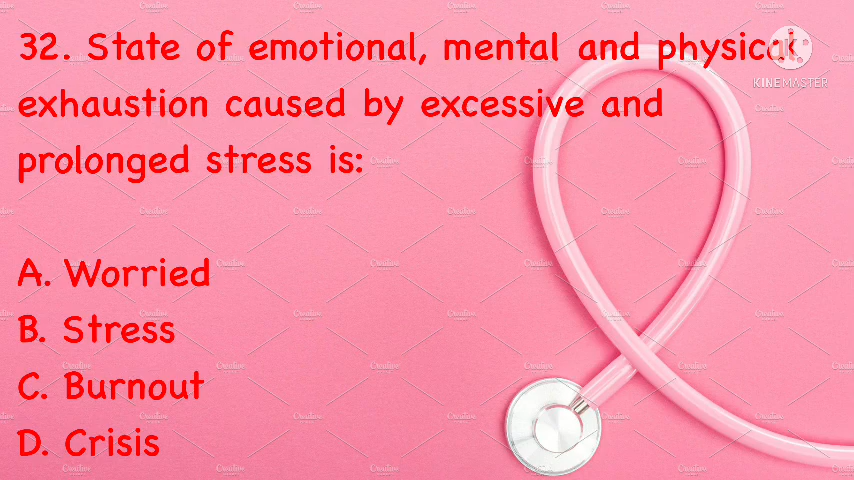 32. State of emotional, mental and physical
exhaustion caused by excessive and
prolonged stress is:
A. Worried
B. Stress
C. Burnout
D. Crisis
KINEMASTER